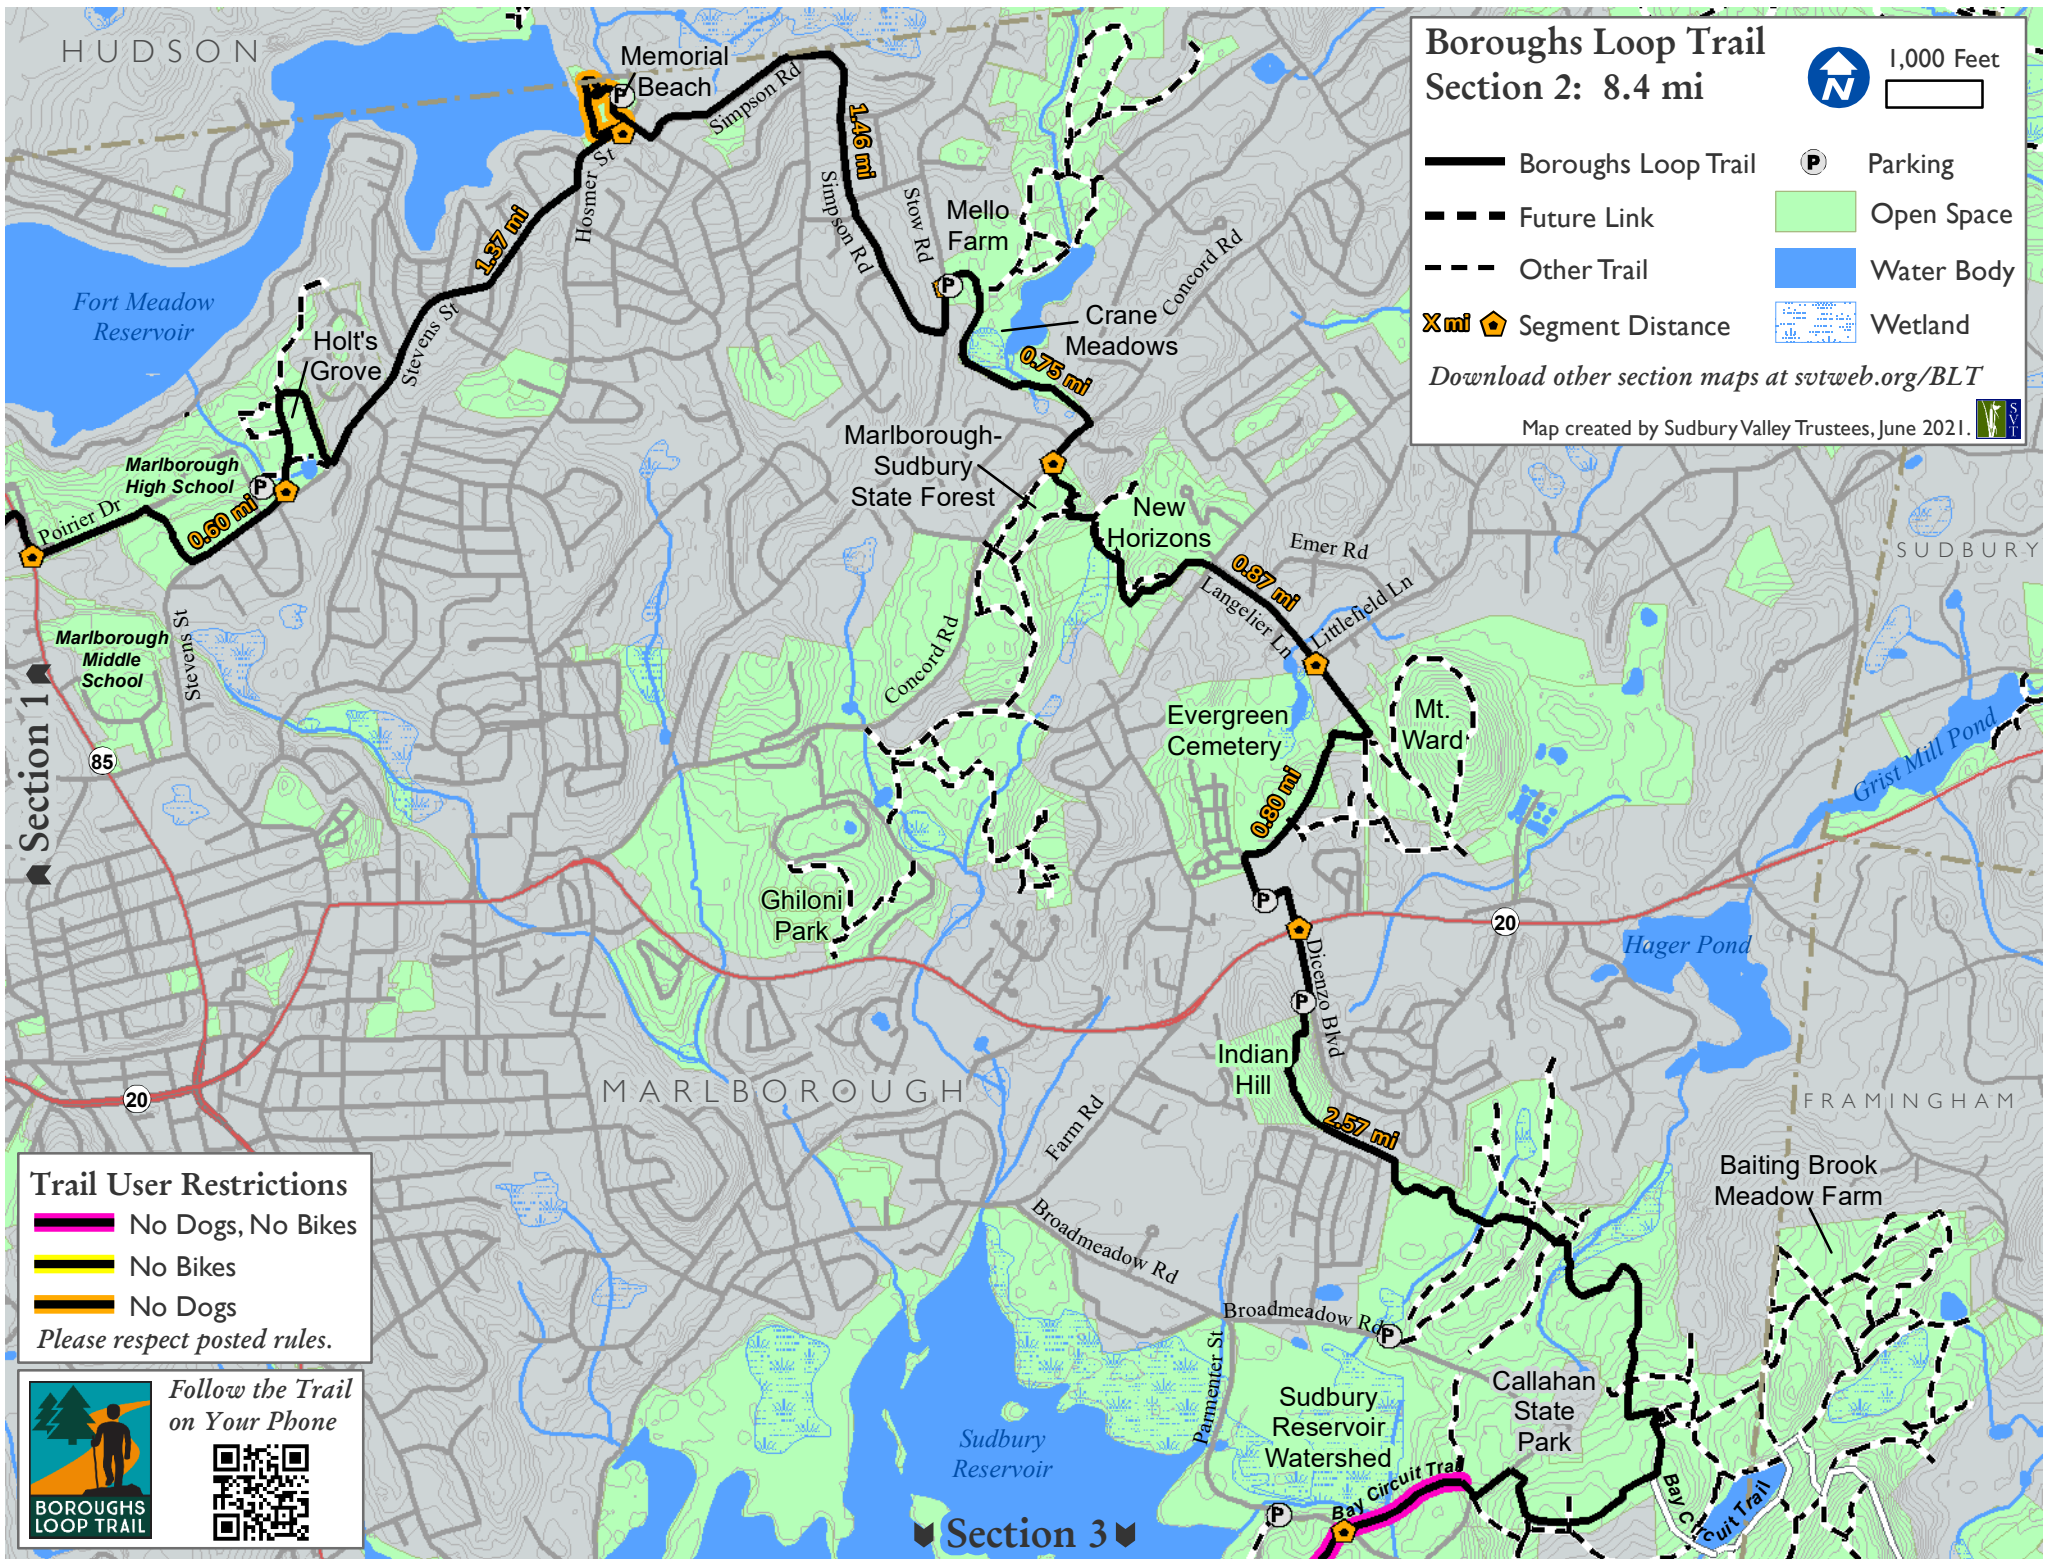 HUDSON
Memorial
Beach
P
Simpson Rd
1.46 mi
Boroughs Loop Trail
Section 2: 8.4 mi
N
1,000 Feet
Boroughs Loop Trail
P
Parking
Future Link
Open Space
Other Trail
Water Body
X mi
Segment Distance
Wetland
Download other section maps at svtweb.org/BLT
Map created by Sudbury Valley Trustees, June 2021.
SVT
Hosmer St
1.37 mi
Simpson Rd
Stow Rd
Mello
Farm
P
Concord Rd
Crane
Meadows
0.75 mi
Fort Meadow
Reservoir
Holt's
Grove
Stevens St
Marlborough
High School
P
Poirier Dr
0.60 mi
Marlborough-
Sudbury
State Forest
New
Horizons
Emer Rd
0.87 mi
Langelier Ln
Littlefield Ln
SUDBURY
Marlborough
Middle
School
Stevens St
Section 1
85
Concord Rd
Evergreen
Cemetery
Mt.
Ward
0.80 mi
Grist Mill Pond
Ghiloni
Park
P
20
Hager Pond
Dicenzo Blvd
P
Indian
Hill
2.57 mi
MARLBOROUGH
20
Farm Rd
FRAMINGHAM
Baiting Brook
Meadow Farm
Trail User Restrictions
No Dogs, No Bikes
No Bikes
No Dogs
Please respect posted rules.
Broadmeadow Rd
Broadmeadow Rd
P
Parmenter St
Callahan
State
Park
Sudbury
Reservoir
Watershed
Bay Circuit Trail
Bay Circuit Trail
P
Sudbury
Reservoir
Section 3
Follow the Trail
on Your Phone
BOROUGHS
LOOP TRAIL